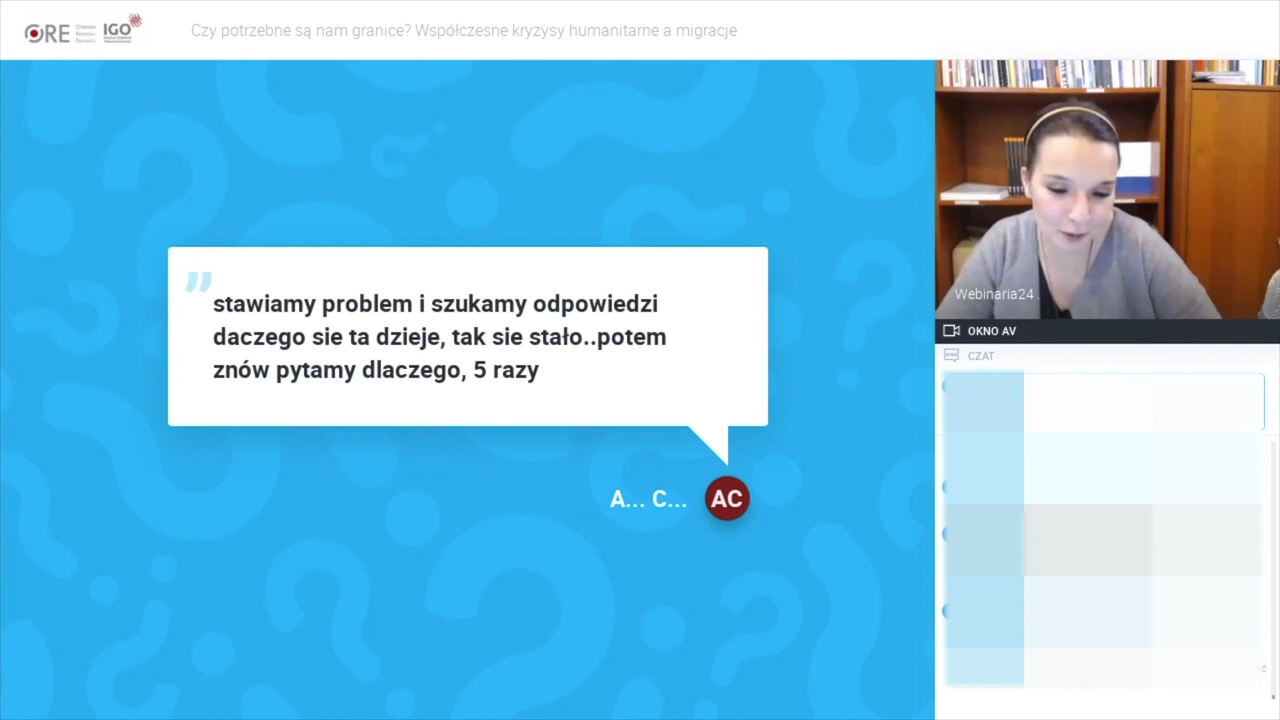 ORE
IGO
Czy potrzebne są nam granice? Współczesne kryzysy humanitarne a migracje
”
stawiamy problem i szukamy odpowiedzi
daczego sie ta dzieje, tak sie stało..potem
znów pytamy dlaczego, 5 razy
A... C...
AC
Webinaria24 .
OKNO AV
CZAT